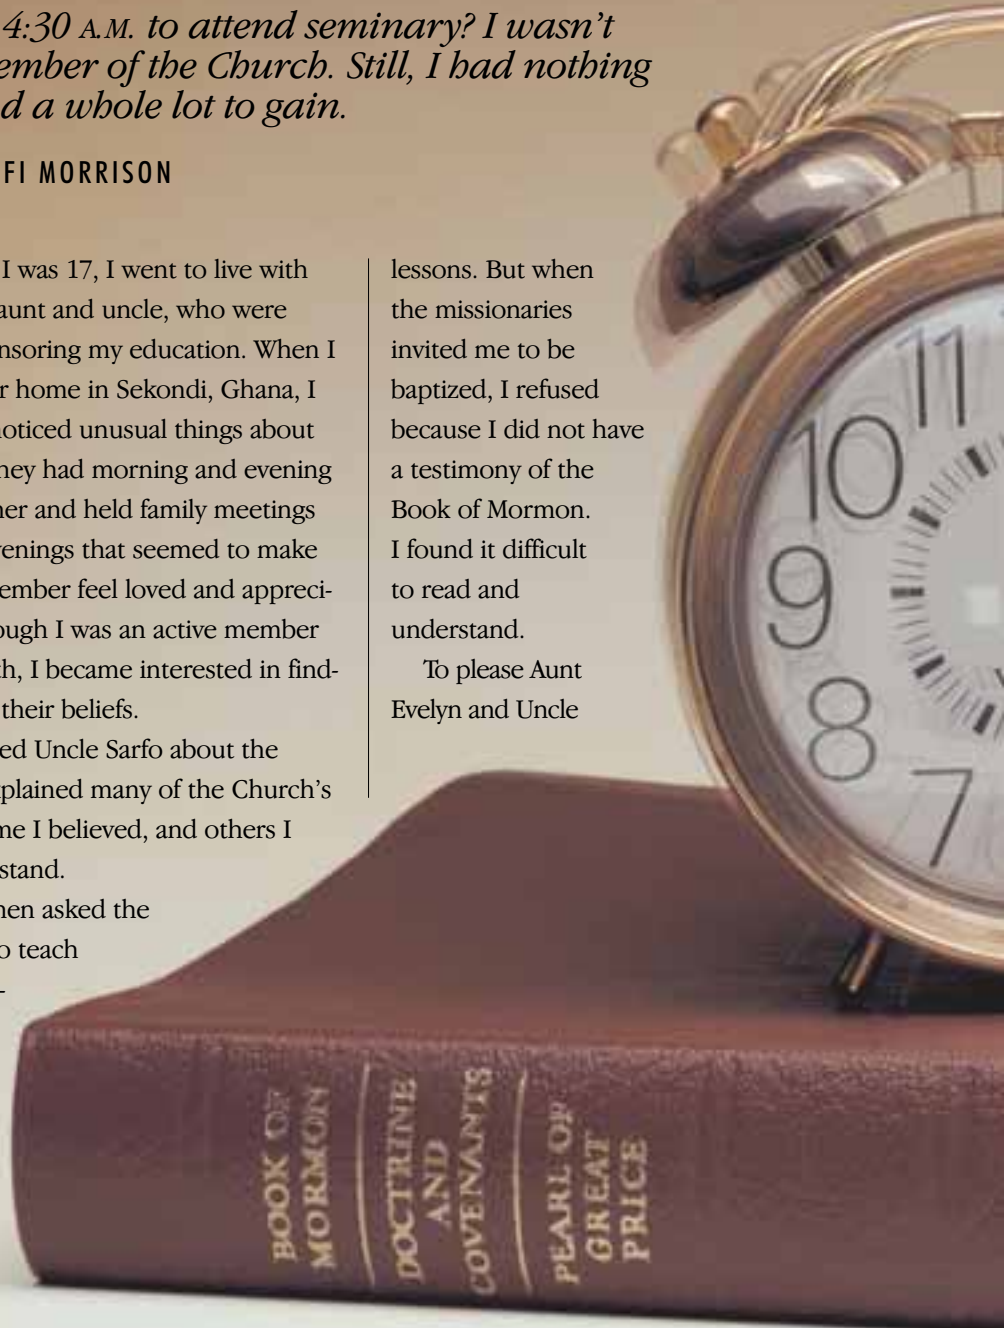 4:30 A.M. to attend seminary? I wasn't
ember of the Church. Still, I had nothing
d a whole lot to gain.
FI MORRISON
I was 17, I went to live with
aunt and uncle, who were
nsoring my education. When I
r home in Sekondi, Ghana, I
noticed unusual things about
hey had morning and evening
her and held family meetings
venings that seemed to make
ember feel loved and appreci-
ough I was an active member
th, I became interested in find-
their beliefs.
ed Uncle Sarfo about the
plained many of the Church's
me I believed, and others I
stand.
hen asked the
o teach
-
lessons. But when
the missionaries
invited me to be
baptized, I refused
because I did not have
a testimony of the
Book of Mormon.
I found it difficult
to read and
understand.
To please Aunt
Evelyn and Uncle
11
10
9
8
7
BOOK OF
MORMON
DOCTRINE
AND
COVENANTS
PEARL OF
GREAT
PRICE